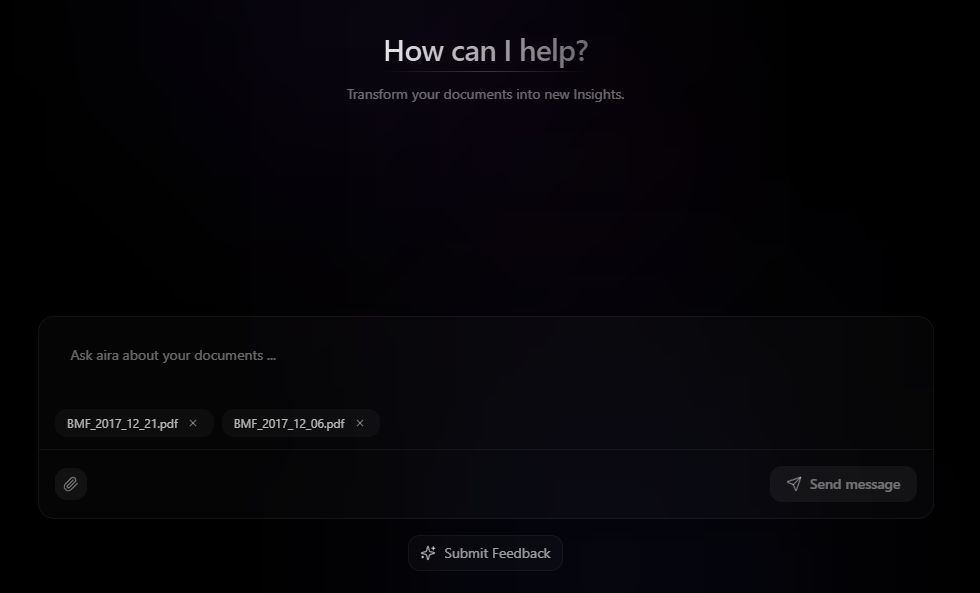 How can I help?
Transform your documents into new Insights.
Ask aira about your documents ...
BMF_2017_12_21.pdf × BMF_2017_12_06.pdf ×
Send message
Submit Feedback